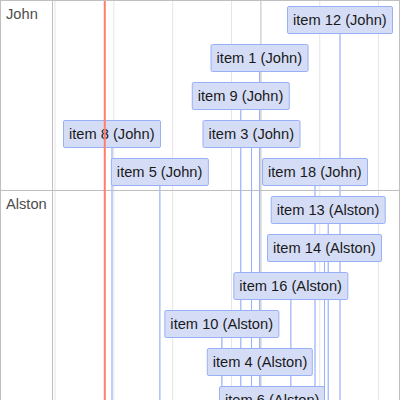 John
item 12 (John)
item 1 (John)
item 9 (John)
item 8 (John)
item 3 (John)
item 5 (John)
item 18 (John)
Alston
item 13 (Alston)
item 14 (Alston)
item 16 (Alston)
item 10 (Alston)
item 4 (Alston)
item 6 (Alston)